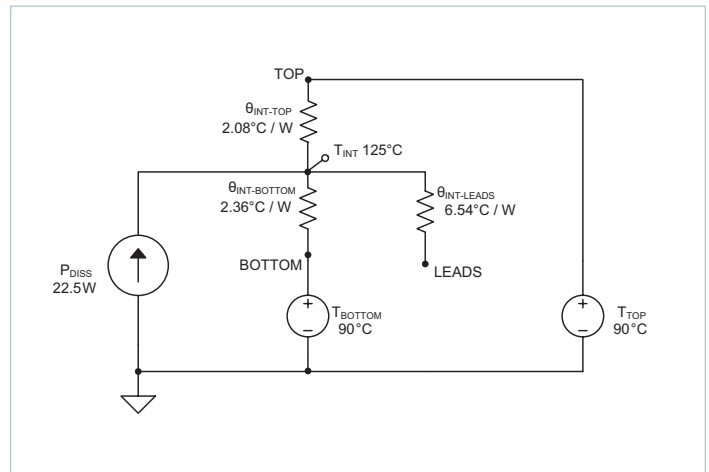 TOP
θINT-TOP
2.08°C / W
TINT 125°C
θINT-BOTTOM
2.36°C / W
θINT-LEADS
6.54°C / W
BOTTOM
LEADS
PDISS
22.5W
TBOTTOM
90°C
TTOP
90°C